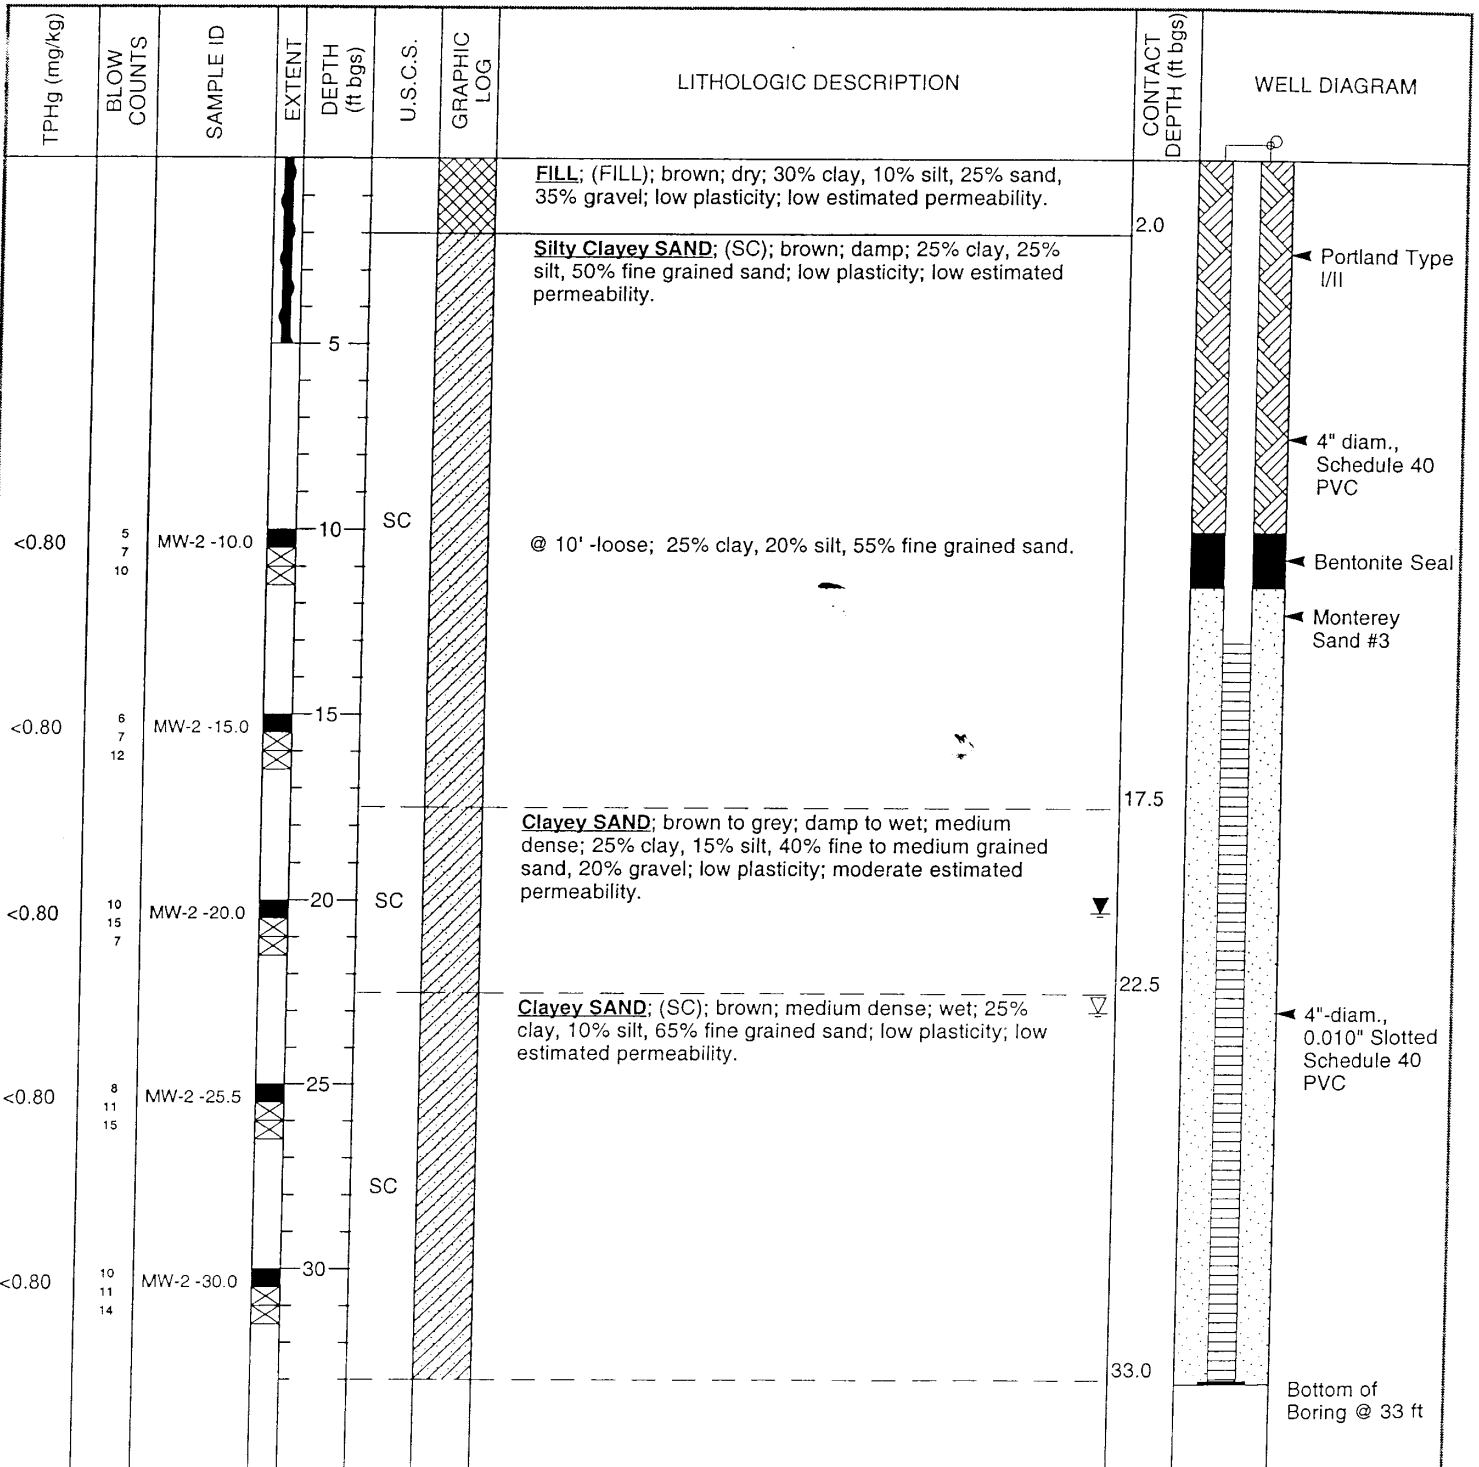 TPHg (mg/kg)
BLOW
COUNTS
SAMPLE ID
EXTENT
DEPTH
(ft bgs)
U.S.C.S.
GRAPHIC
LOG
LITHOLOGIC DESCRIPTION
CONTACT
DEPTH (ft bgs)
WELL DIAGRAM
FILL; (FILL); brown; dry; 30% clay, 10% silt, 25% sand,
35% gravel; low plasticity; low estimated permeability.
2.0
Silty Clayey SAND; (SC); brown; damp; 25% clay, 25%
silt, 50% fine grained sand; low plasticity; low estimated
permeability.
Portland Type
I/II
5
4" diam.,
Schedule 40
PVC
SC
<0.80
5
7
10
MW-2 -10.0
10
@ 10' -loose; 25% clay, 20% silt, 55% fine grained sand.
Bentonite Seal
Monterey
Sand #3
<0.80
6
7
12
MW-2 -15.0
15
17.5
Clayey SAND; brown to grey; damp to wet; medium
dense; 25% clay, 15% silt, 40% fine to medium grained
sand, 20% gravel; low plasticity; moderate estimated
permeability.
<0.80
10
15
7
MW-2 -20.0
20
SC
22.5
Clayey SAND; (SC); brown; medium dense; wet; 25%
clay, 10% silt, 65% fine grained sand; low plasticity; low
estimated permeability.
4"-diam.,
0.010" Slotted
Schedule 40
PVC
<0.80
8
11
15
MW-2 -25.5
25
SC
<0.80
10
11
14
MW-2 -30.0
30
33.0
Bottom of
Boring @ 33 ft